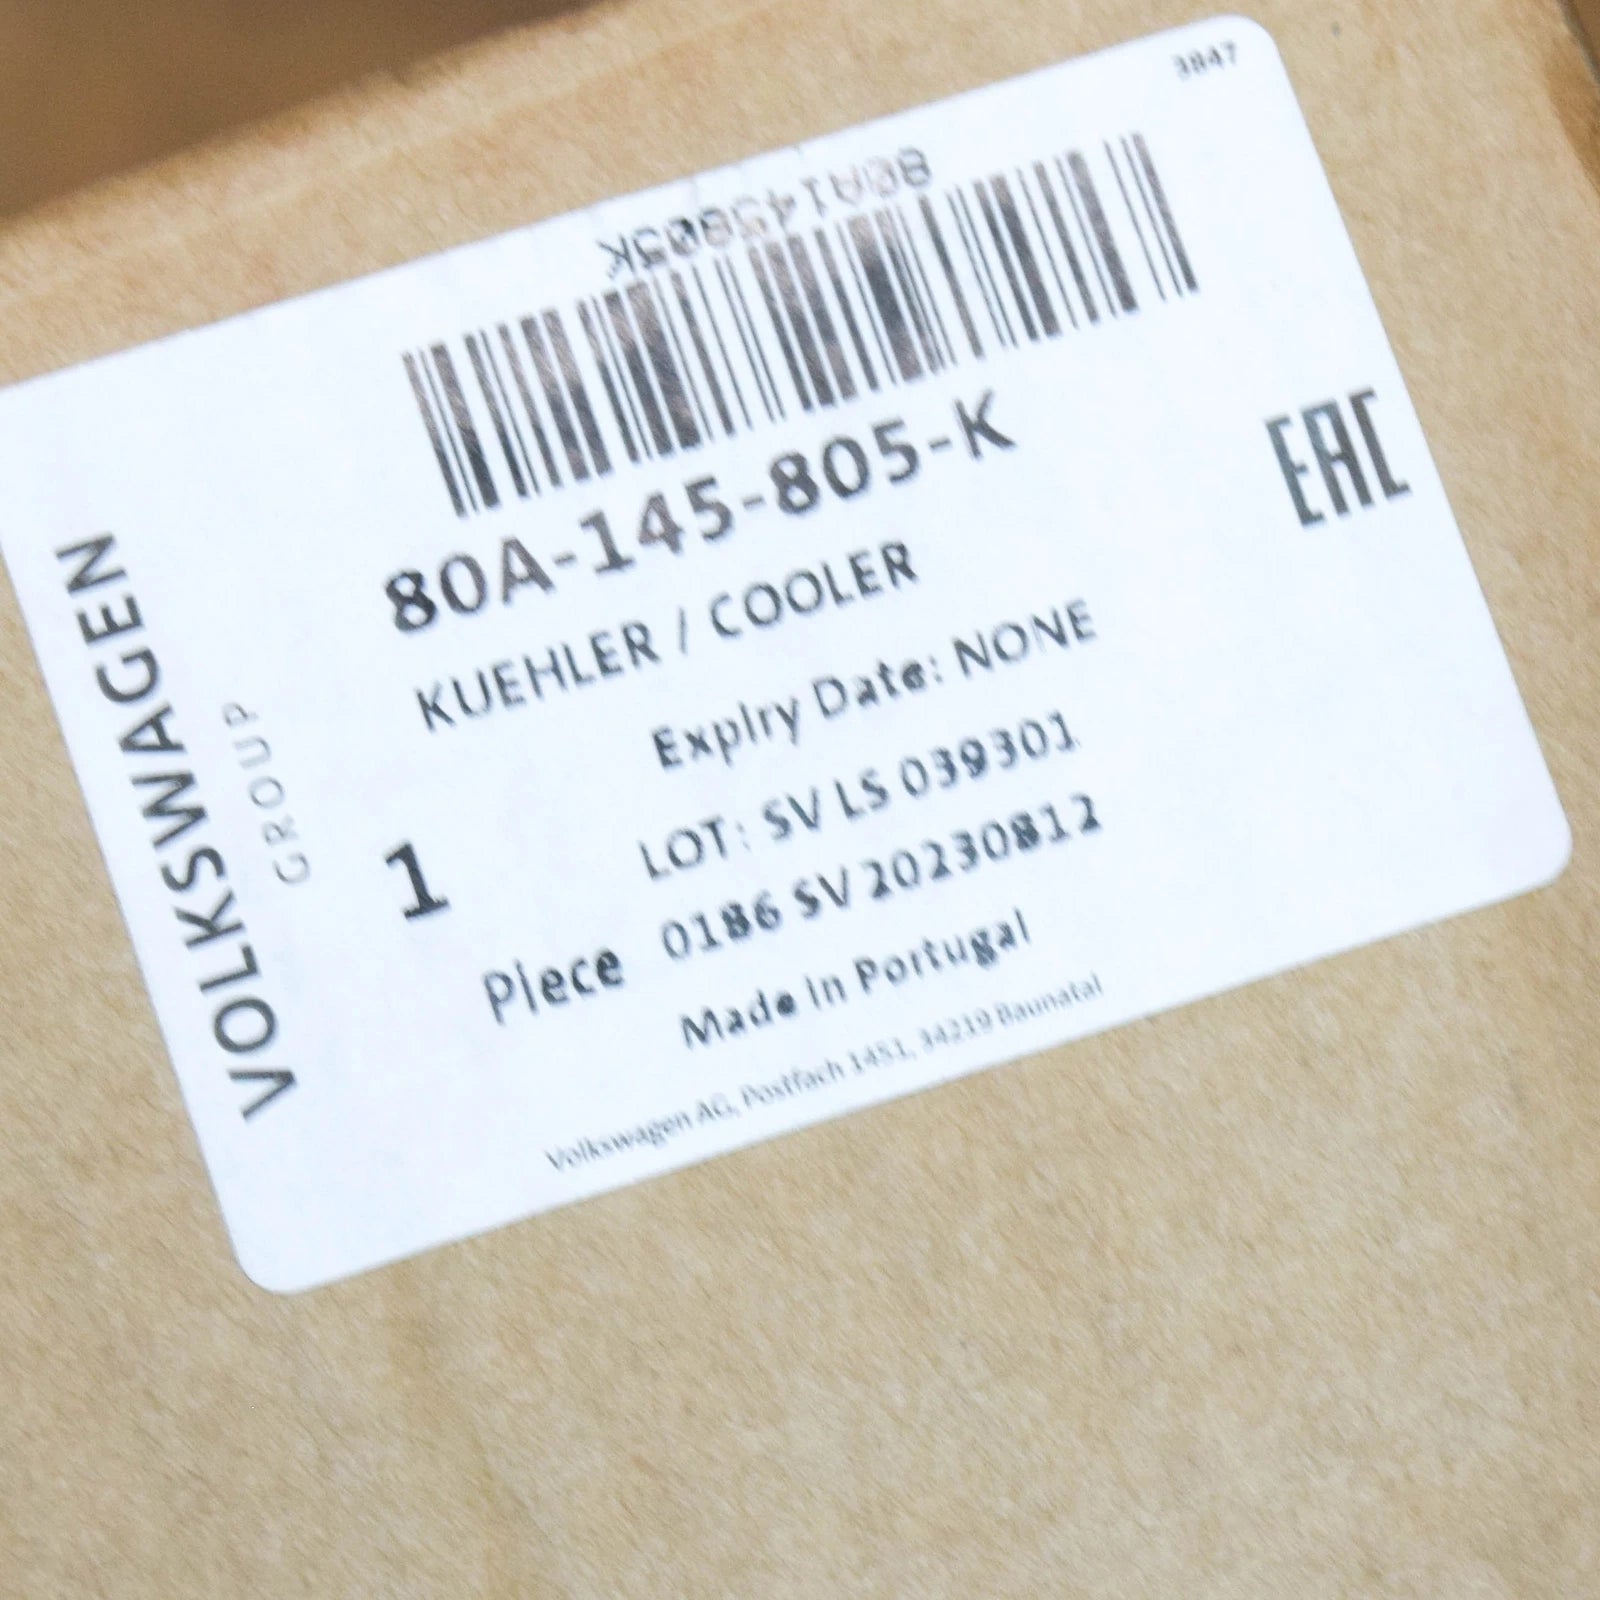 3847
80A145805K
80A-145-805-K
EAC
KUEHLER / COOLER
Expiry Date: NONE
LOT: SV LS 039301
1 Piece 0186 SV 20230812
Made in Portugal
Volkswagen AG, Postfach 1451, 34219 Baunatal
VOLKSWAGEN
GROUP